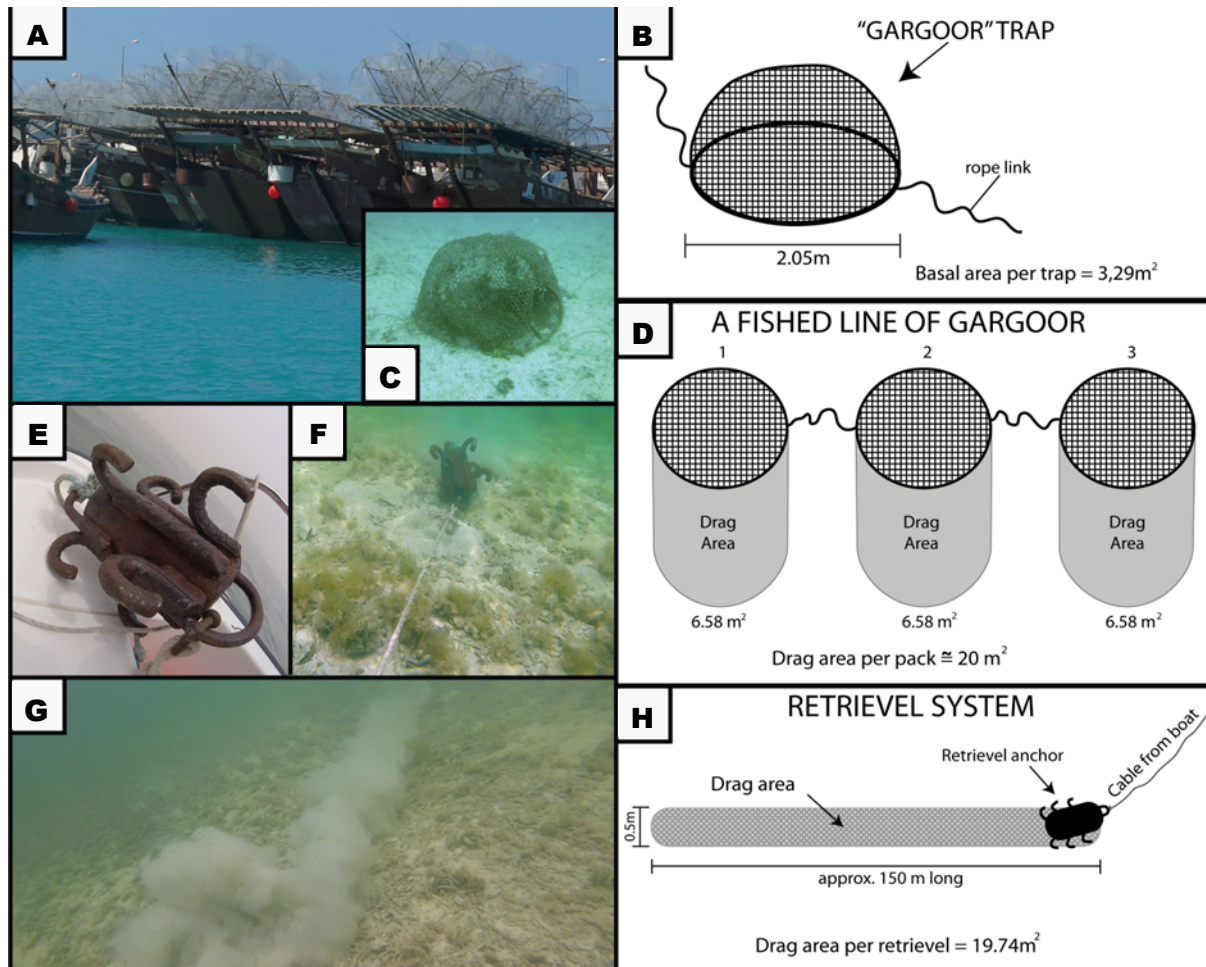 A
B
"GARGOOR" TRAP
rope link
2.05m
Basal area per trap = 3,29m²
C
D
A FISHED LINE OF GARGOOR
1 2 3
Drag Area
Drag Area
Drag Area
6.58 m² 6.58 m² 6.58 m²
Drag area per pack ≅ 20 m²
E
F
G
H
RETRIEVEL SYSTEM
Retrievel anchor
Cable from boat
Drag area
0.5m
approx. 150 m long
Drag area per retrievel = 19.74m²